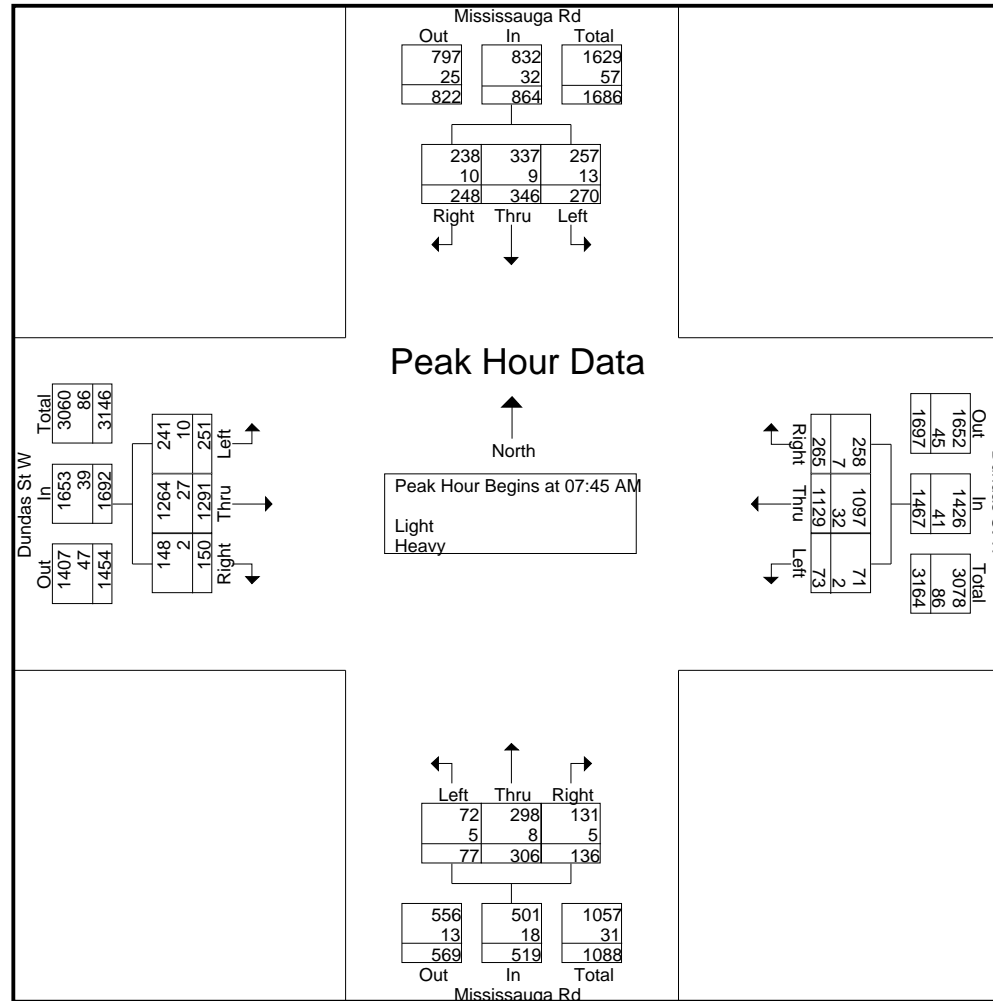 Mississauga Rd
Out In Total
797 832 1629
25 32 57
822 864 1686
238 337 257
10 9 13
248 346 270
Right Thru Left
Peak Hour Data
North
Peak Hour Begins at 07:45 AM
Light
Heavy
Dundas St W
Out In Total
1407 1653 3060
47 39 86
1454 1692 3146
Right Thru Left
148 1264 241
2 27 10
150 1291 251
Out In Total
1652 1426 3078
45 41 86
1697 1467 3164
258 1097 71
7 32 2
265 1129 73
Right Thru Left
Left Thru Right
72 298 131
5 8 5
77 306 136
556 501 1057
13 18 31
569 519 1088
Out In Total
Mississauga Rd